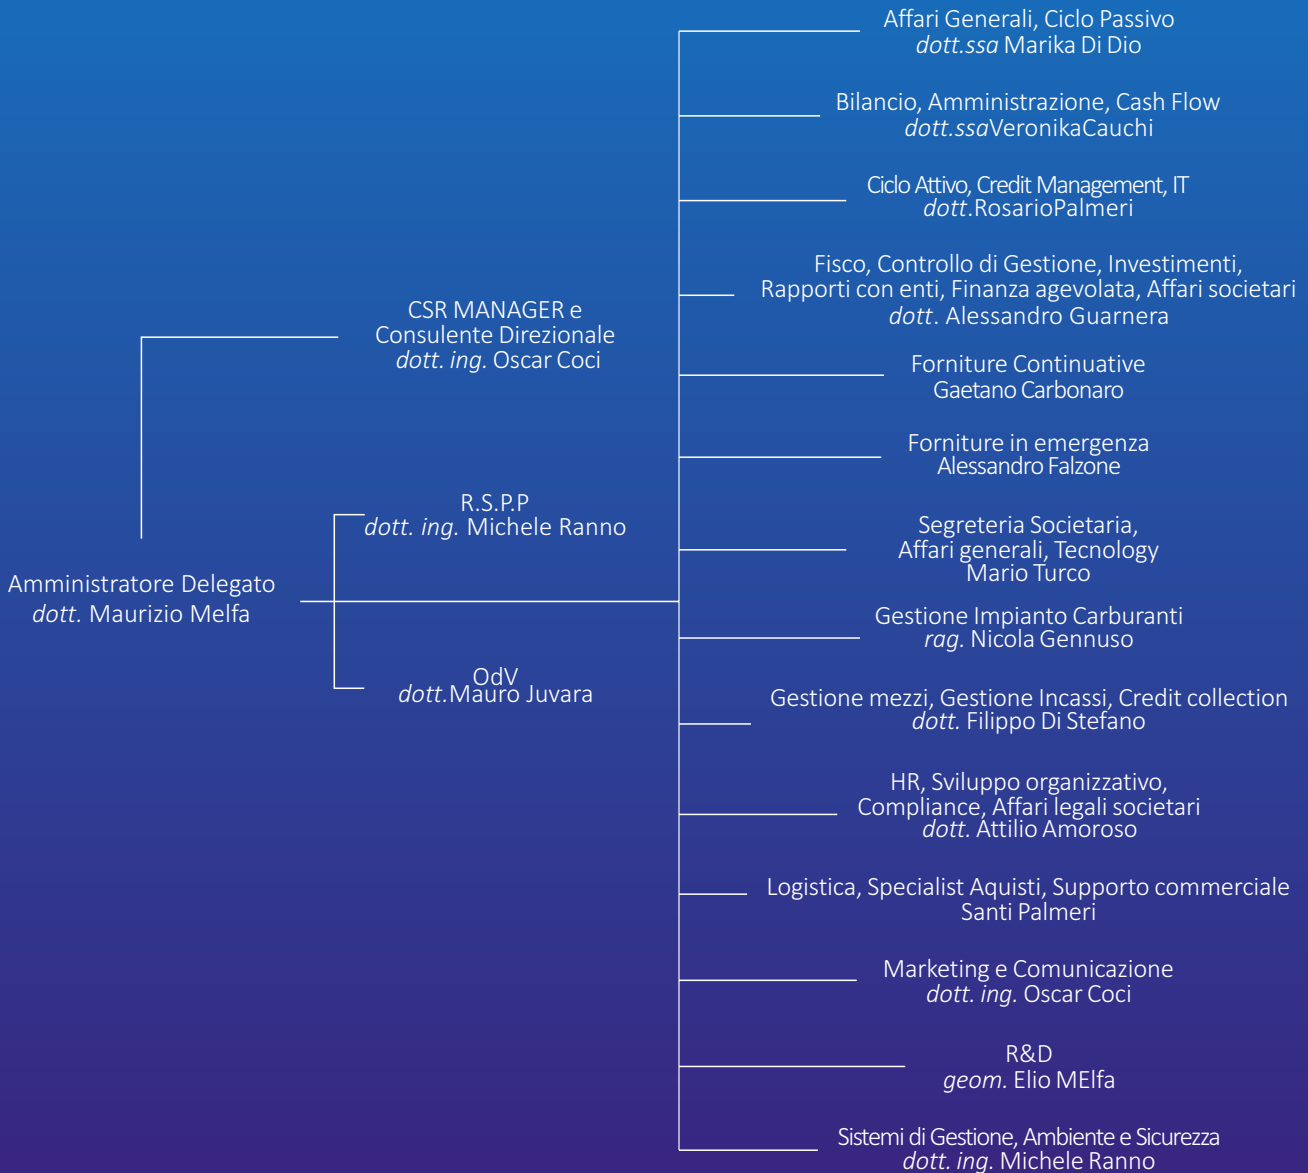 Amministratore Delegato
dott. Maurizio Melfa
CSR MANAGER e
Consulente Direzionale
dott. ing. Oscar Coci
R.S.P.P
dott. ing. Michele Ranno
OdV
dott.Mauro Juvara
Affari Generali, Ciclo Passivo
dott.ssa Marika Di Dio
Bilancio, Amministrazione, Cash Flow
dott.ssaVeronikaCauchi
Ciclo Attivo, Credit Management, IT
dott.RosarioPalmeri
Fisco, Controllo di Gestione, Investimenti,
Rapporti con enti, Finanza agevolata, Affari societari
dott. Alessandro Guarnera
Forniture Continuative
Gaetano Carbonaro
Forniture in emergenza
Alessandro Falzone
Segreteria Societaria,
Affari generali, Tecnology
Mario Turco
Gestione Impianto Carburanti
rag. Nicola Gennuso
Gestione mezzi, Gestione Incassi, Credit collection
dott. Filippo Di Stefano
HR, Sviluppo organizzativo,
Compliance, Affari legali societari
dott. Attilio Amoroso
Logistica, Specialist Aquisti, Supporto commerciale
Santi Palmeri
Marketing e Comunicazione
dott. ing. Oscar Coci
R&D
geom. Elio MElfa
Sistemi di Gestione, Ambiente e Sicurezza
dott. ing. Michele Ranno